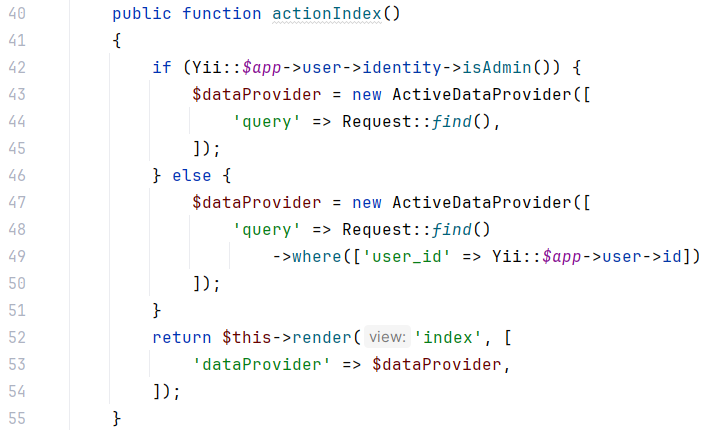 40 public function actionIndex()
41 {
42 if (Yii::$app->user->identity->isAdmin()) {
43 $dataProvider = new ActiveDataProvider([
44 'query' => Request::find(),
45 ]);
46 } else {
47 $dataProvider = new ActiveDataProvider([
48 'query' => Request::find()
49 ->where(['user_id' => Yii::$app->user->id])
50 ]);
51 }
52 return $this->render( view: 'index', [
53 'dataProvider' => $dataProvider,
54 ]);
55 }